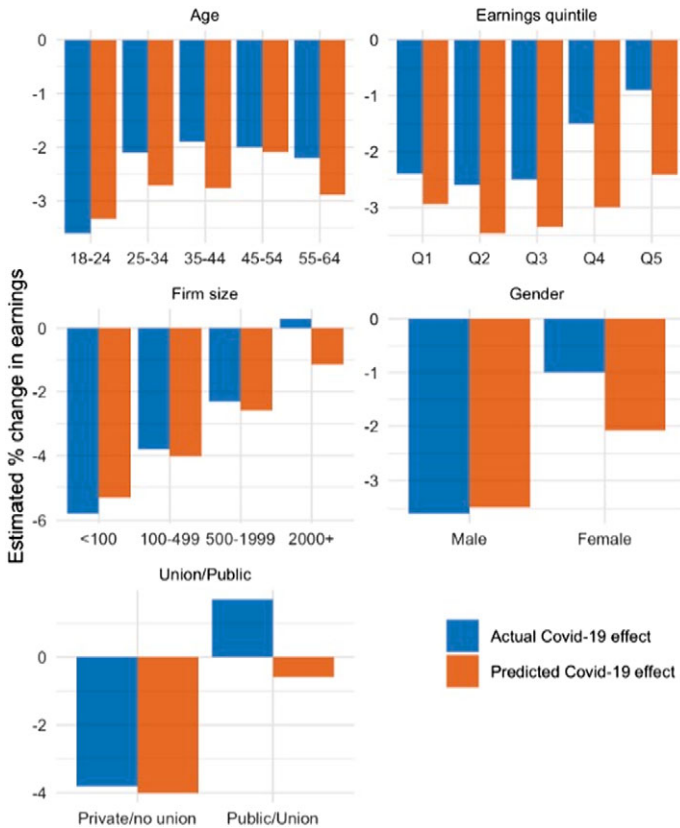 Age
0
-1
-2
-3
18-24 25-34 35-44 45-54 55-64
Earnings quintile
0
-1
-2
-3
Q1 Q2 Q3 Q4 Q5
Estimated % change in earnings
Firm size
0
-2
-4
-6
<100 100-499 500-1999 2000+
Gender
0
-1
-2
-3
Male Female
Union/Public
0
-2
-4
Private/no union Public/Union
Actual Covid-19 effect
Predicted Covid-19 effect